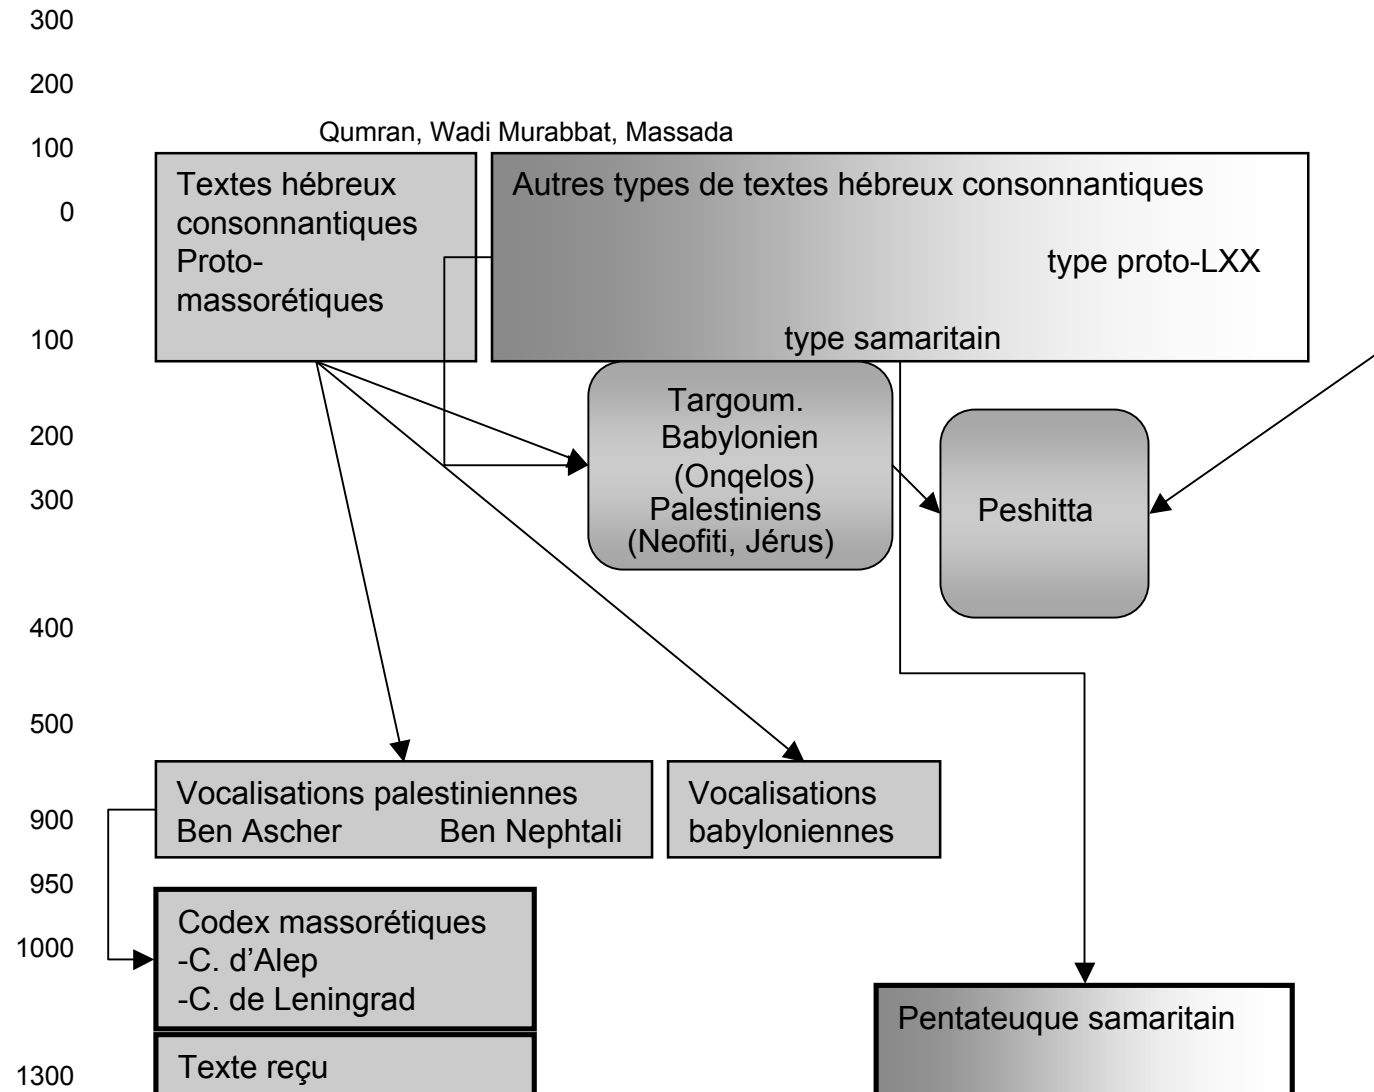 300
200
Qumran, Wadi Murabbat, Massada
100
Textes hébreux
consonnantiques
Proto-
massorétiques
Autres types de textes hébreux consonnantiques
0
type proto-LXX
100
type samaritain
Targoum.
Babylonien
(Onqelos)
Palestiniens
(Neofiti, Jérus)
200
300
Peshitta
400
500
Vocalisations palestiniennes
Ben Ascher Ben Nephtali
Vocalisations
babyloniennes
900
950
Codex massorétiques
-C. d’Alep
-C. de Leningrad
1000
Pentateuque samaritain
Texte reçu
1300